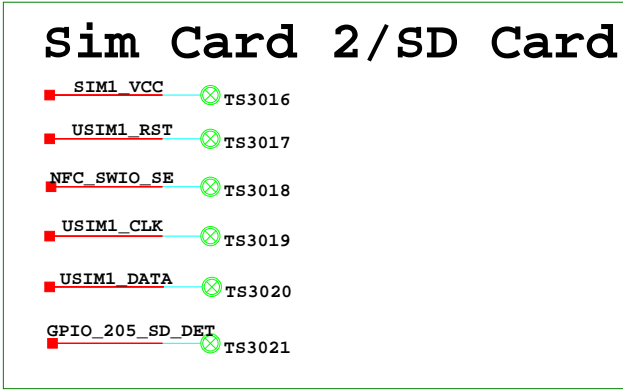 Sim Card 2/SD Card
SIM1_VCC TS3016
USIM1_RST TS3017
NFC_SWIO_SE TS3018
USIM1_CLK TS3019
USIM1_DATA TS3020
GPIO_205_SD_DET TS3021